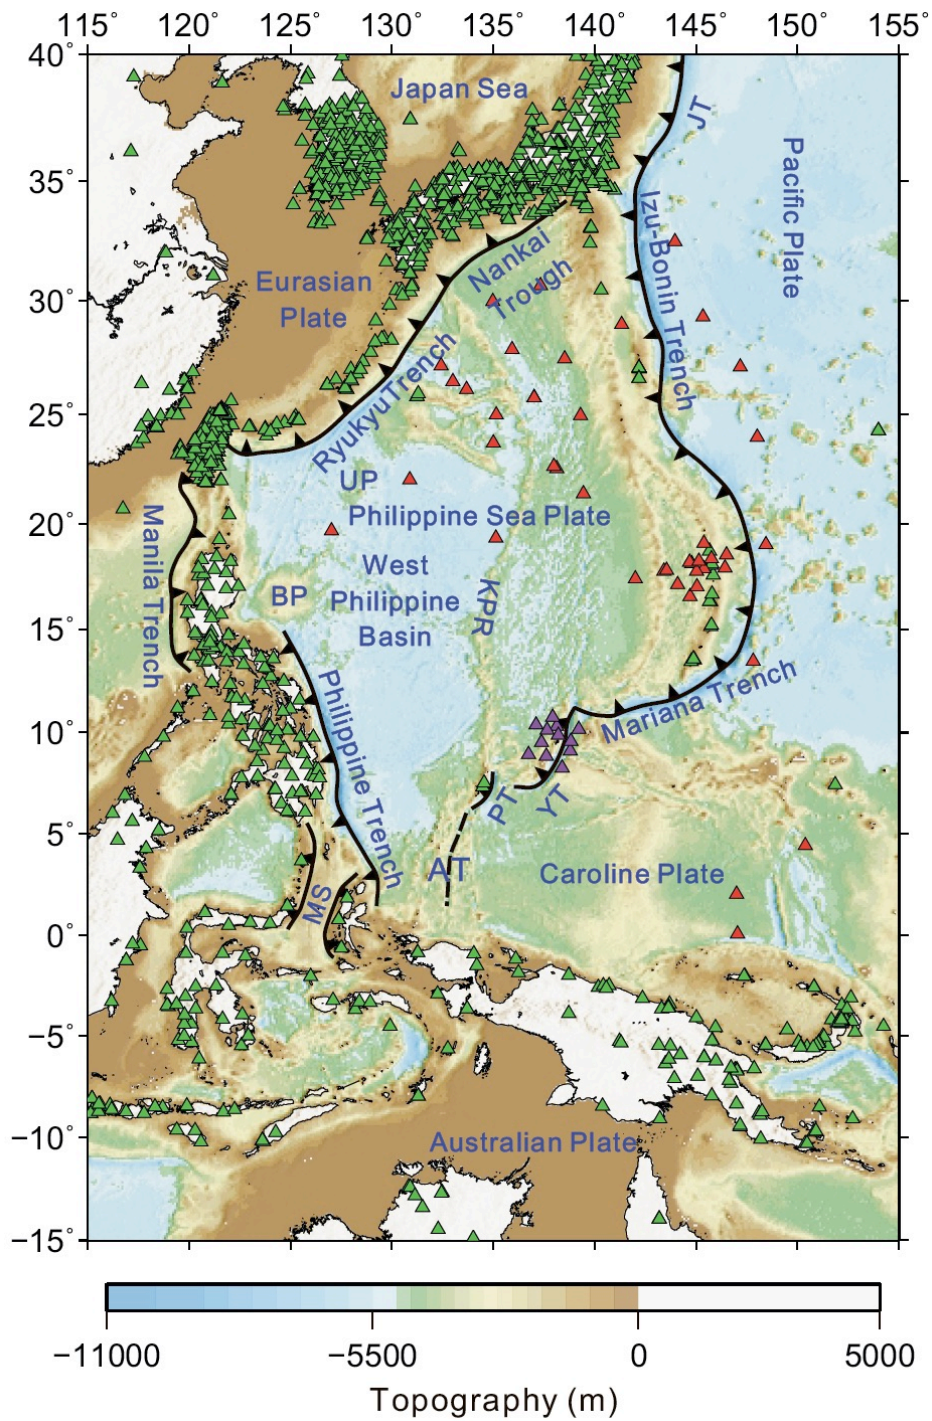 115° 120° 125° 130° 135° 140° 145° 150° 155°
40°
35°
30°
25°
20°
15°
10°
5°
0°
−5°
−10°
−15°
Japan Sea
JT
Pacific Plate
Izu-Bonin Trench
Nankai
Trough
Eurasian
Plate
Ryukyu Trench
UP
Philippine Sea Plate
Manila Trench
West
Philippine
Basin
BP
KPR
Philippine Trench
Mariana Trench
PT
YT
AT
Caroline Plate
MS
Australian Plate
−11000 −5500 0 5000
Topography (m)